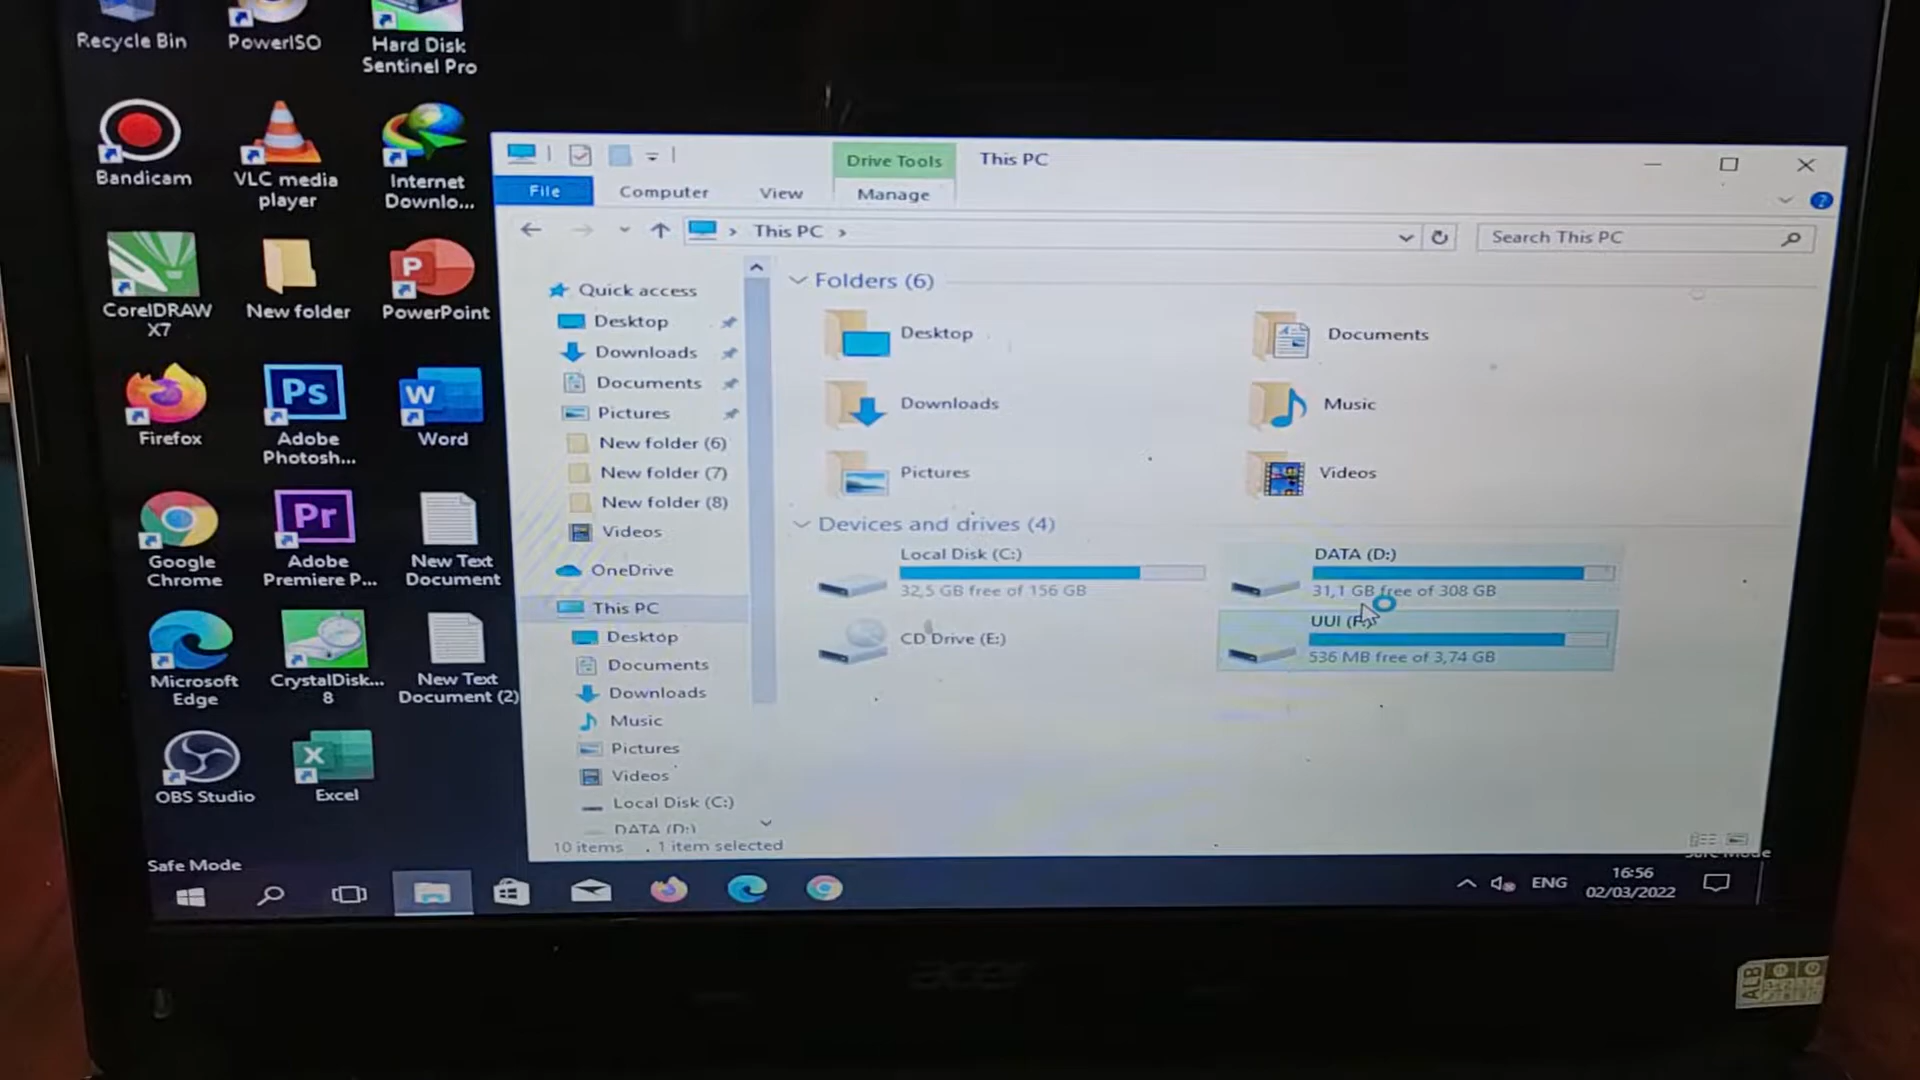 Recycle Bin
PowerISO
Hard Disk
Sentinel Pro
Bandicam
VLC media
player
Internet
Downlo...
CorelDRAW
X7
New folder
P
PowerPoint
Firefox
Ps
Adobe
Photosh...
W
Word
Google
Chrome
Pr
Adobe
Premiere P...
New Text
Document
Microsoft
Edge
CrystalDisk...
8
New Text
Document (2)
OBS Studio
X
Excel
Safe Mode
Drive Tools
This PC
File
Computer
View
Manage
?
This PC
Search This PC
Quick access
Desktop
Downloads
Documents
Pictures
New folder (6)
New folder (7)
New folder (8)
Videos
OneDrive
This PC
Desktop
Documents
Downloads
Music
Pictures
Videos
Local Disk (C:)
DATA (D:)
Folders (6)
Desktop
Documents
Downloads
Music
Pictures
Videos
Devices and drives (4)
Local Disk (C:)
32,5 GB free of 156 GB
DATA (D:)
31,1 GB free of 308 GB
CD Drive (E:)
UUI (F:)
536 MB free of 3,74 GB
10 items
1 item selected
Safe Mode
ENG
16:56
02/03/2022
acer
ALB